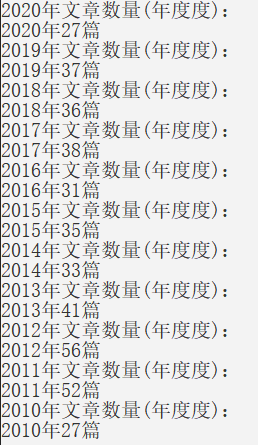 2020年文章数量(年度度)：
2020年27篇
2019年文章数量(年度度)：
2019年37篇
2018年文章数量(年度度)：
2018年36篇
2017年文章数量(年度度)：
2017年38篇
2016年文章数量(年度度)：
2016年31篇
2015年文章数量(年度度)：
2015年35篇
2014年文章数量(年度度)：
2014年33篇
2013年文章数量(年度度)：
2013年41篇
2012年文章数量(年度度)：
2012年56篇
2011年文章数量(年度度)：
2011年52篇
2010年文章数量(年度度)：
2010年27篇